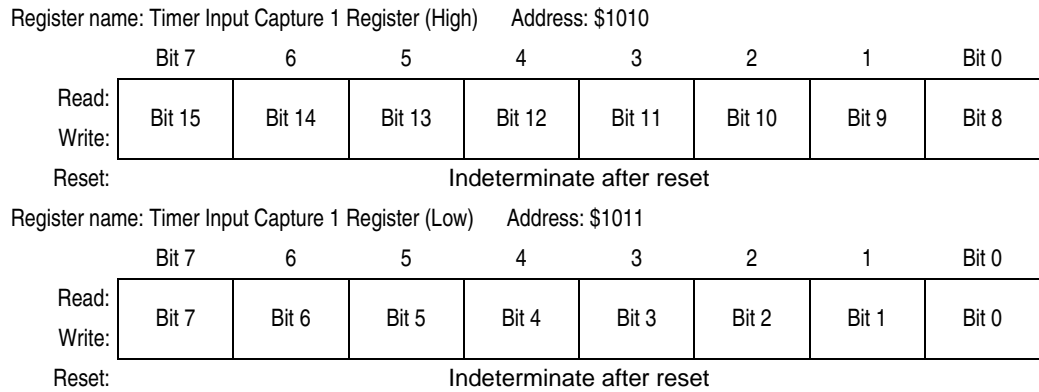 Register name: Timer Input Capture 1 Register (High) Address: $1010
Bit 7 6 5 4 3 2 1 Bit 0
Read:
Bit 15 Bit 14 Bit 13 Bit 12 Bit 11 Bit 10 Bit 9 Bit 8
Write:
Reset: Indeterminate after reset
Register name: Timer Input Capture 1 Register (Low) Address: $1011
Bit 7 6 5 4 3 2 1 Bit 0
Read:
Bit 7 Bit 6 Bit 5 Bit 4 Bit 3 Bit 2 Bit 1 Bit 0
Write:
Reset: Indeterminate after reset